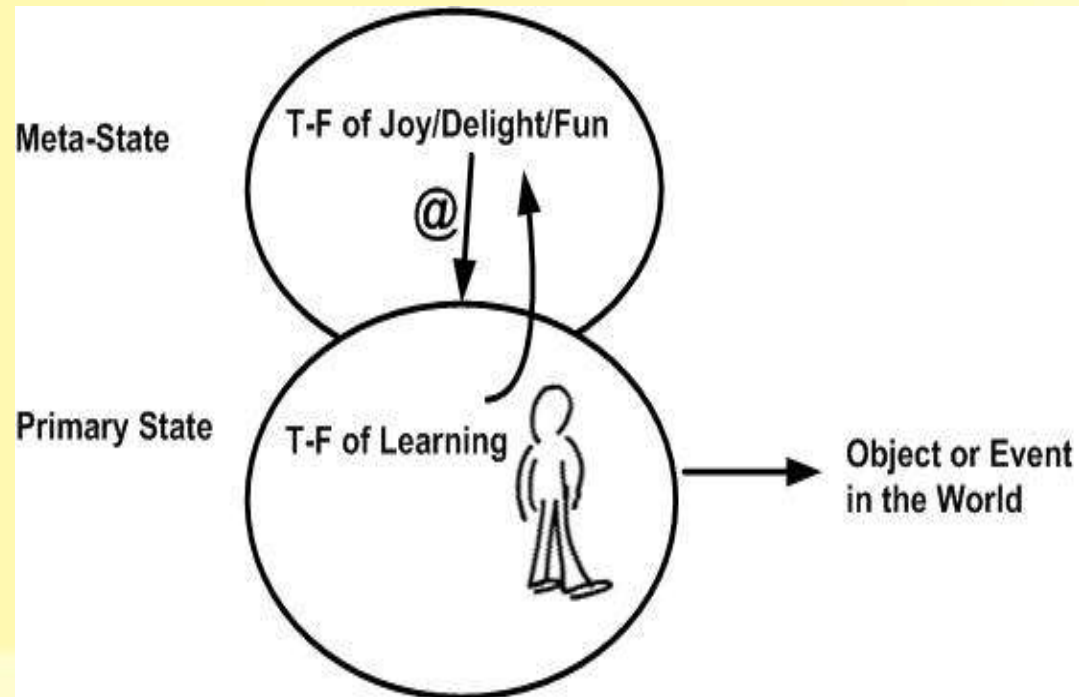 Meta-State
T-F of Joy/Delight/Fun
@
Primary State
T-F of Learning
Object or Event
in the World